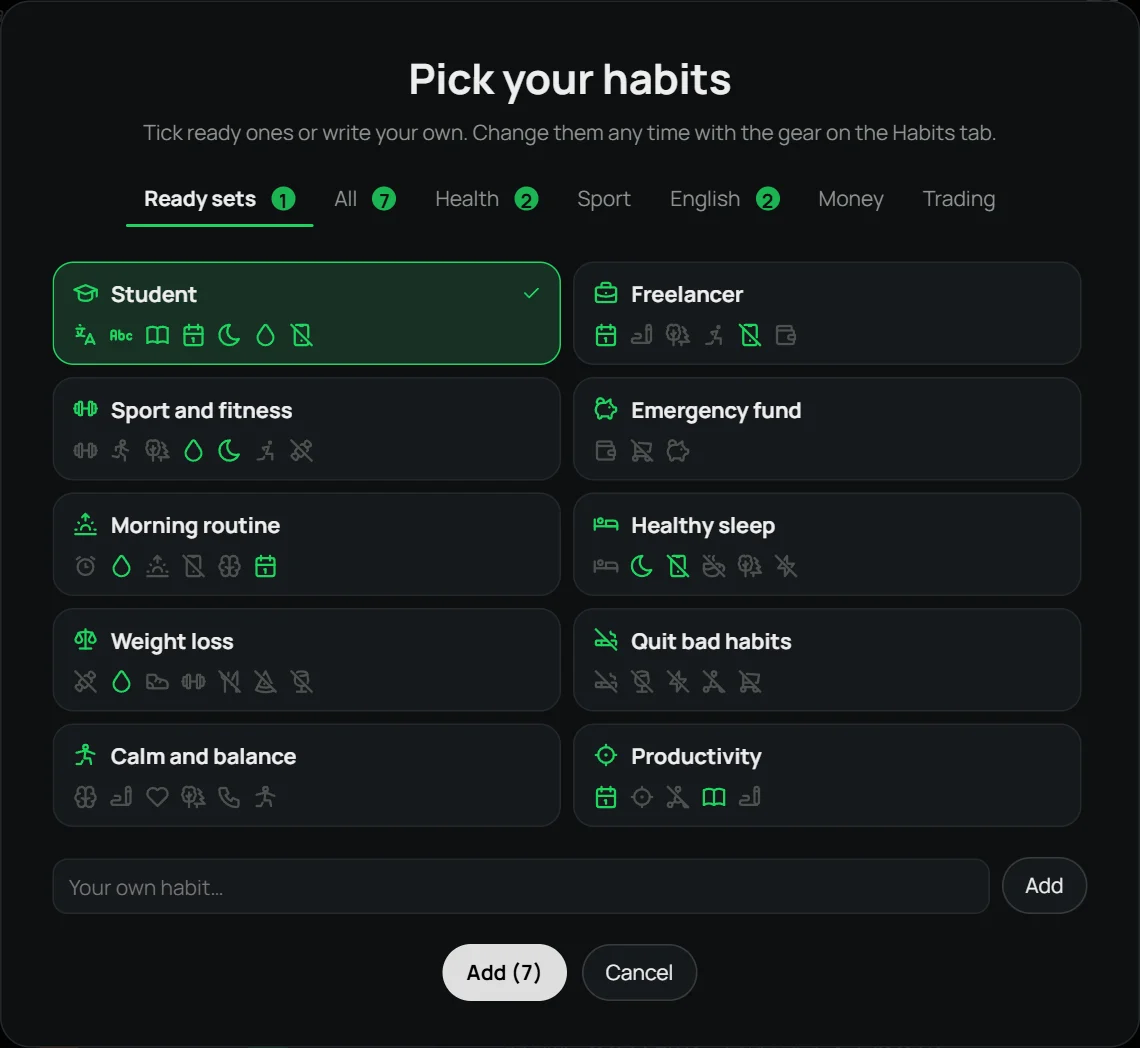 Pick your habits
Tick ready ones or write your own. Change them any time with the gear on the Habits tab.
Ready sets 1 All 7 Health 2 Sport English 2 Money Trading
Student
Abc
Freelancer
Sport and fitness
Emergency fund
Morning routine
Healthy sleep
Weight loss
Quit bad habits
Calm and balance
Productivity
Your own habit...
Add
Add (7)
Cancel